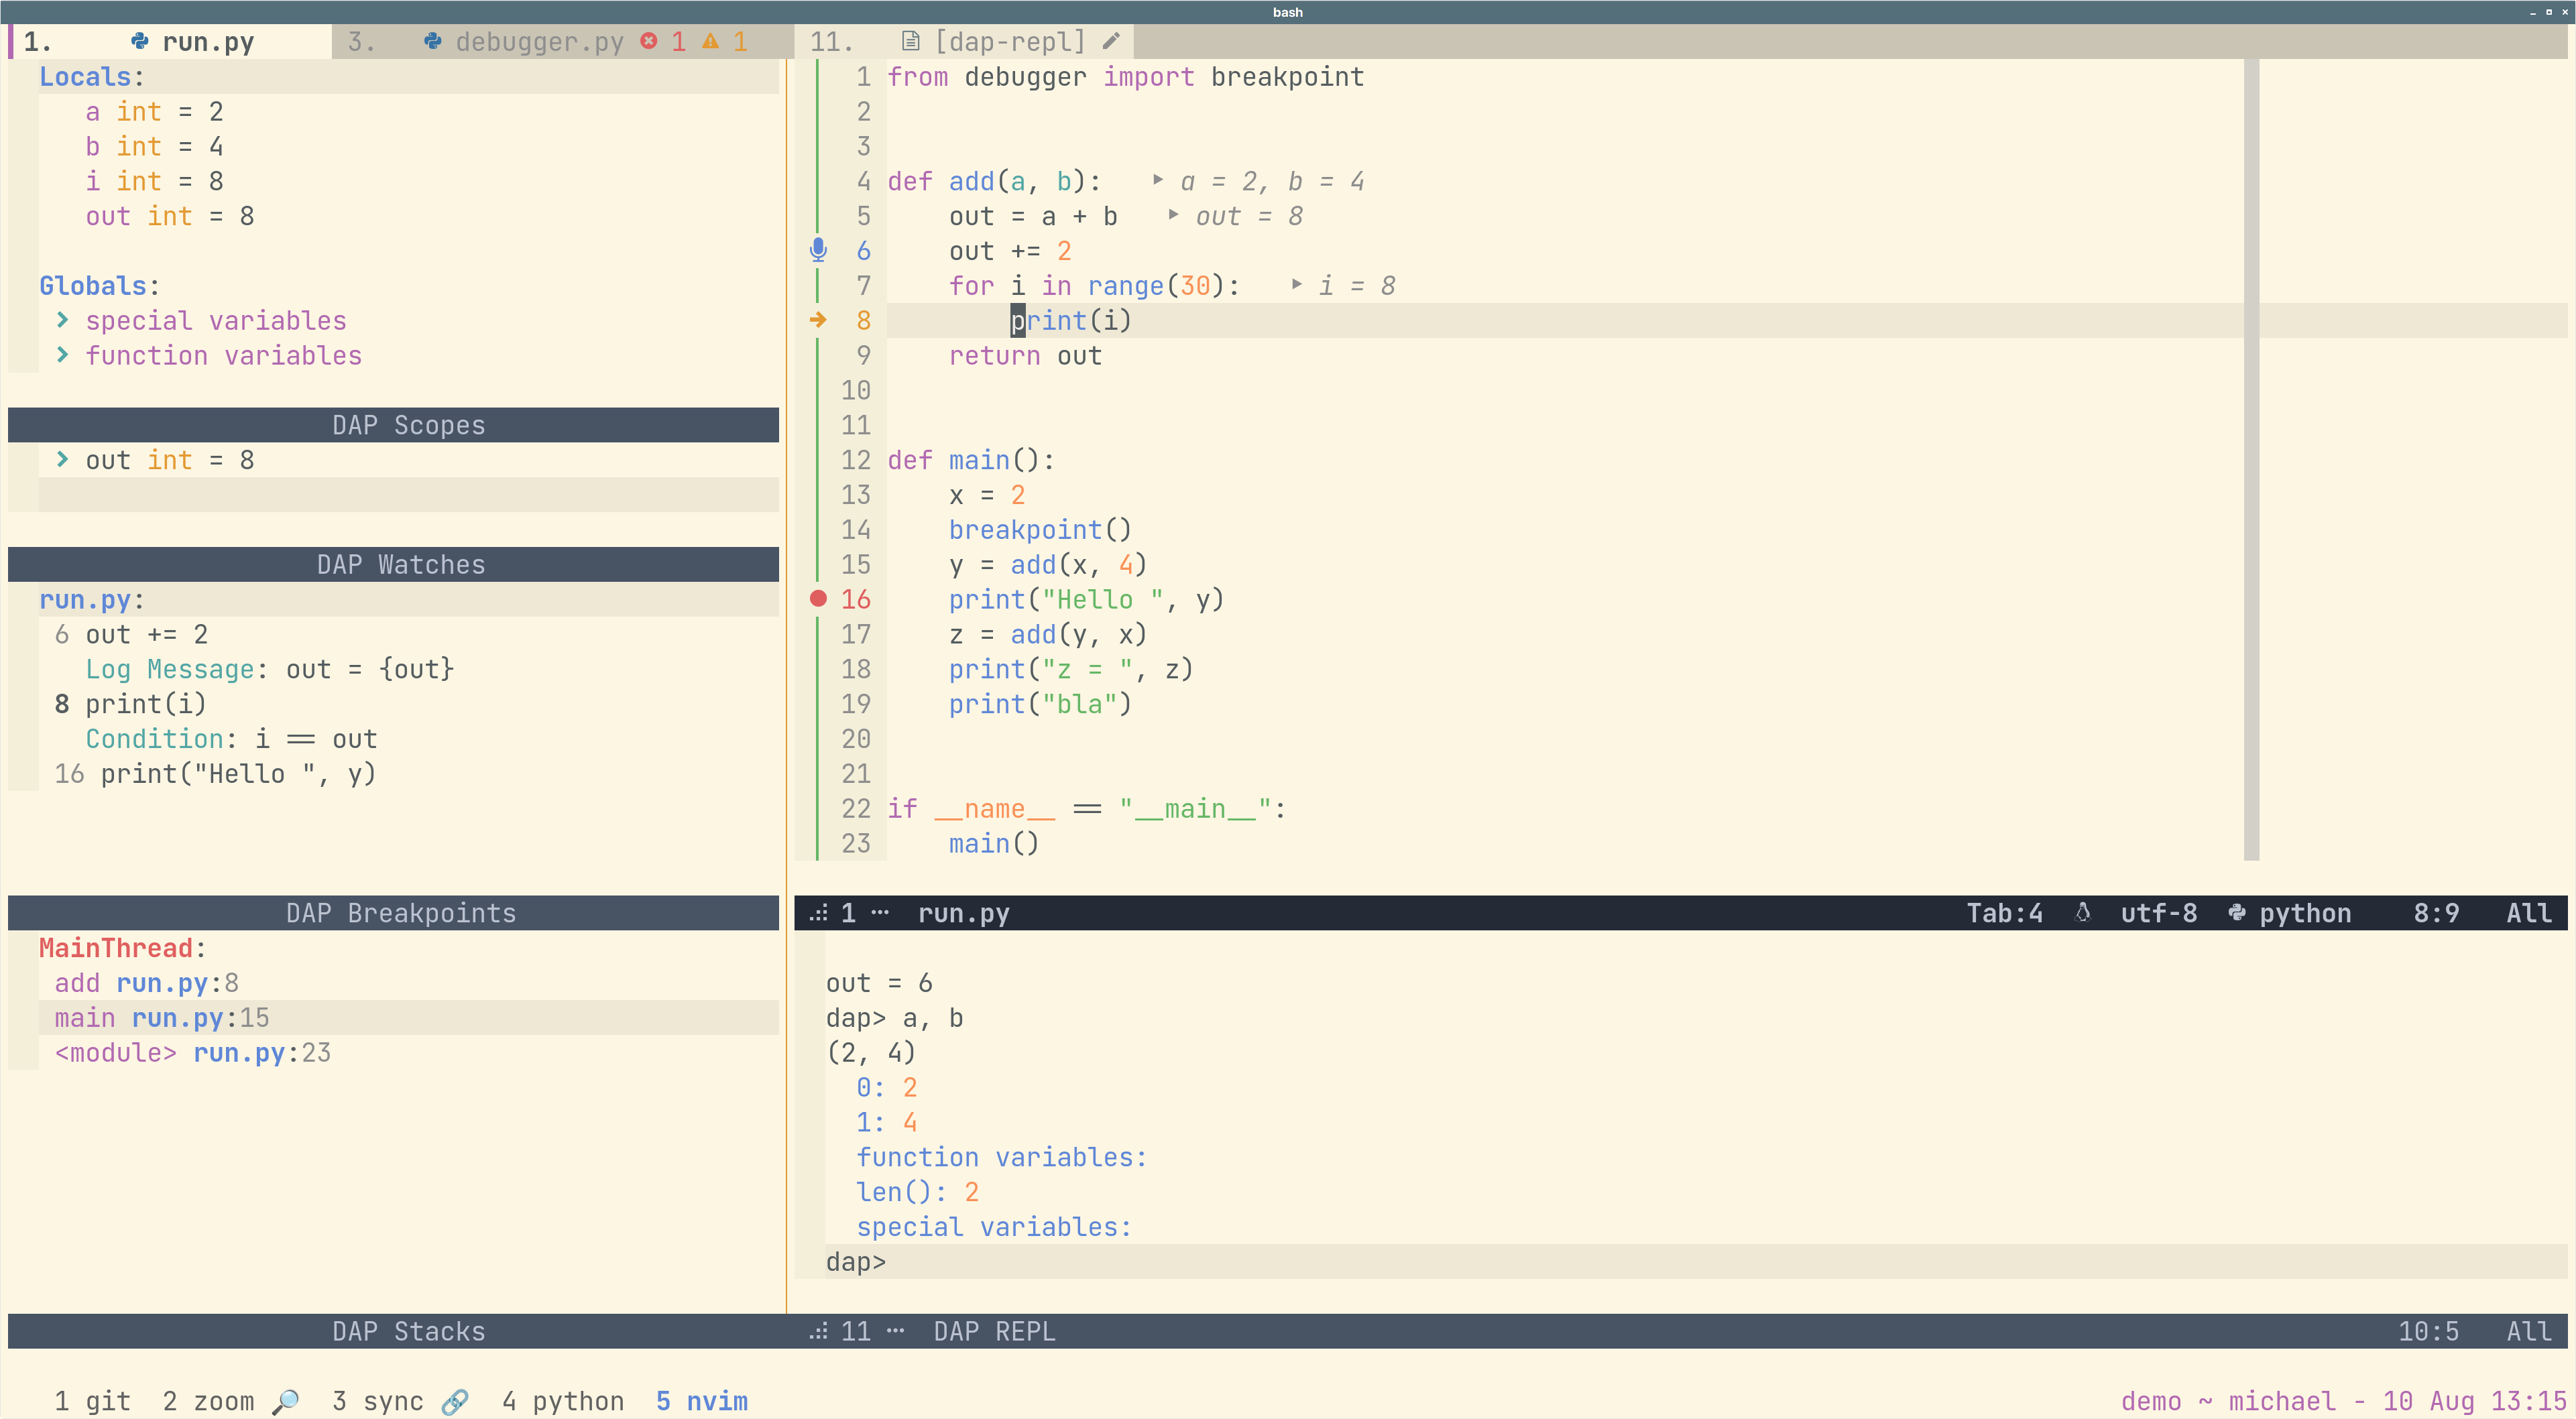 bash
1. run.py 3. debugger.py 1 1 11. [dap-repl]
Locals:
a int = 2
b int = 4
i int = 8
out int = 8
Globals:
> special variables
> function variables
DAP Scopes
> out int = 8
DAP Watches
run.py:
6 out += 2
Log Message: out = {out}
8 print(i)
Condition: i == out
16 print("Hello ", y)
DAP Breakpoints
MainThread:
add run.py:8
main run.py:15
<module> run.py:23
DAP Stacks
1 from debugger import breakpoint
2
3
4 def add(a, b): ‣ a = 2, b = 4
5 out = a + b ‣ out = 8
6 out += 2
7 for i in range(30): ‣ i = 8
8 print(i)
9 return out
10
11
12 def main():
13 x = 2
14 breakpoint()
15 y = add(x, 4)
16 print("Hello ", y)
17 z = add(y, x)
18 print("z = ", z)
19 print("bla")
20
21
22 if __name__ == "__main__":
23 main()
1 ··· run.py Tab:4 utf-8 python 8:9 All
out = 6
dap> a, b
(2, 4)
0: 2
1: 4
function variables:
len(): 2
special variables:
dap>
11 ··· DAP REPL 10:5 All
1 git 2 zoom 🔎 3 sync 🔗 4 python 5 nvim demo ~ michael - 10 Aug 13:15